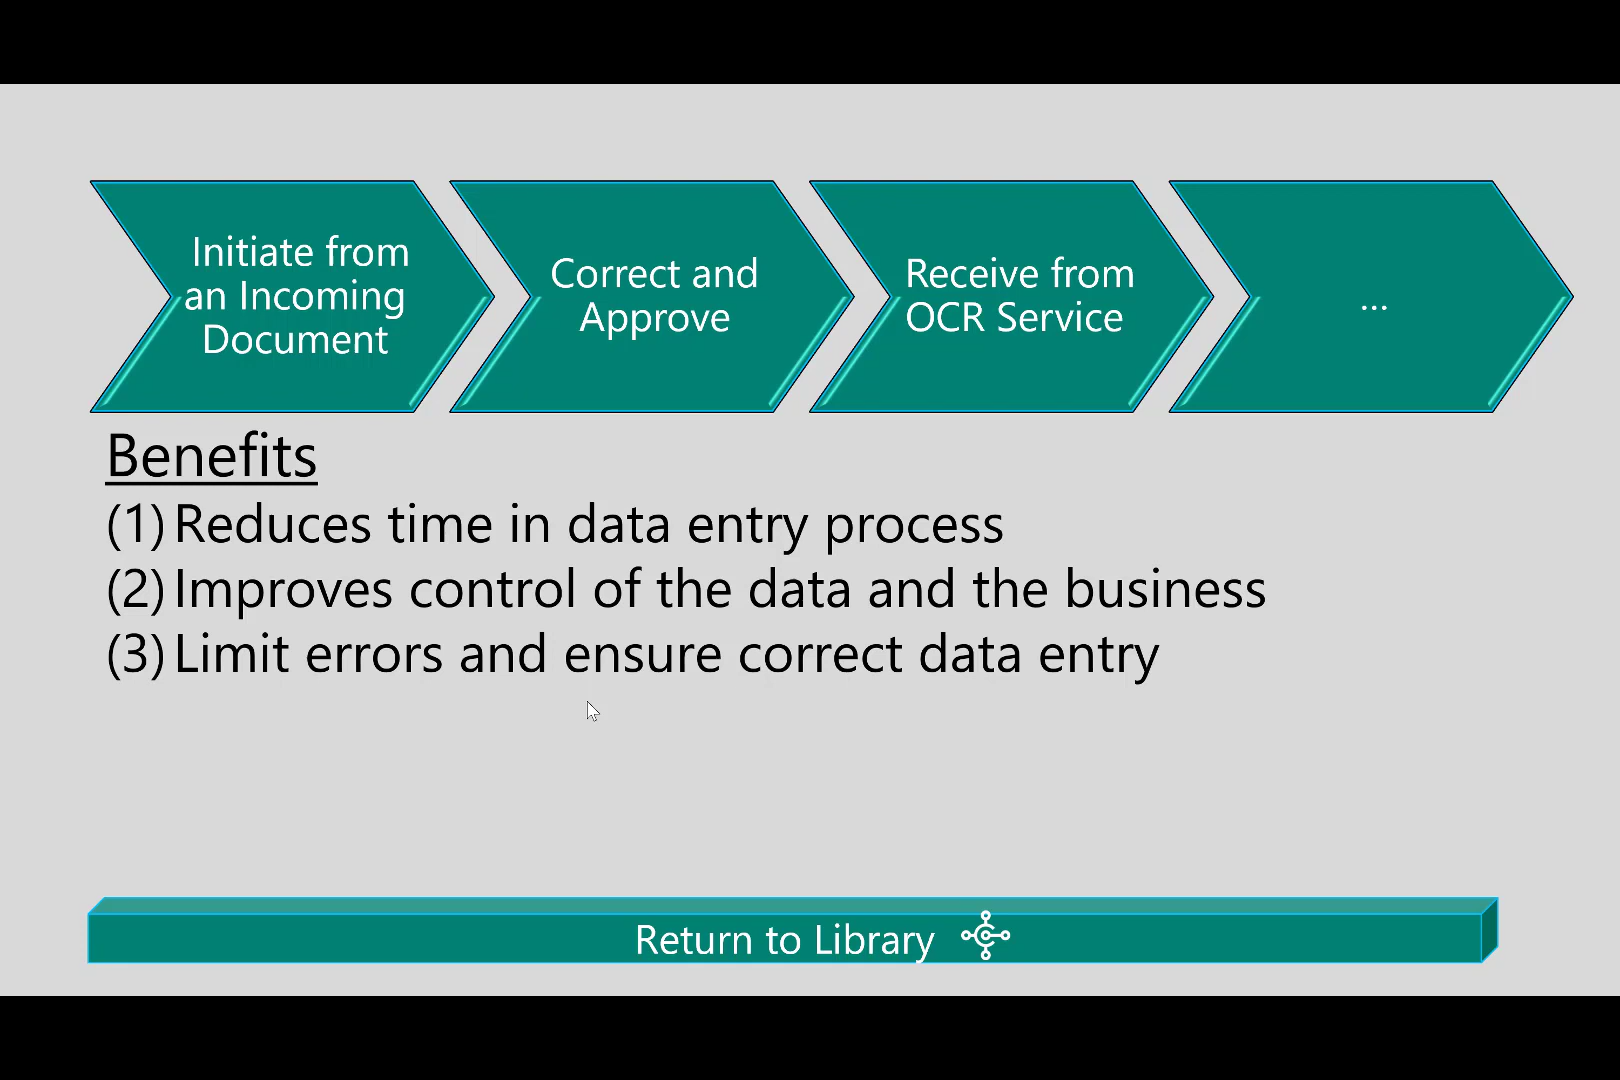 Initiate from
an Incoming
Document
Correct and
Approve
Receive from
OCR Service
...
Benefits
(1) Reduces time in data entry process
(2) Improves control of the data and the business
(3) Limit errors and ensure correct data entry
Return to Library